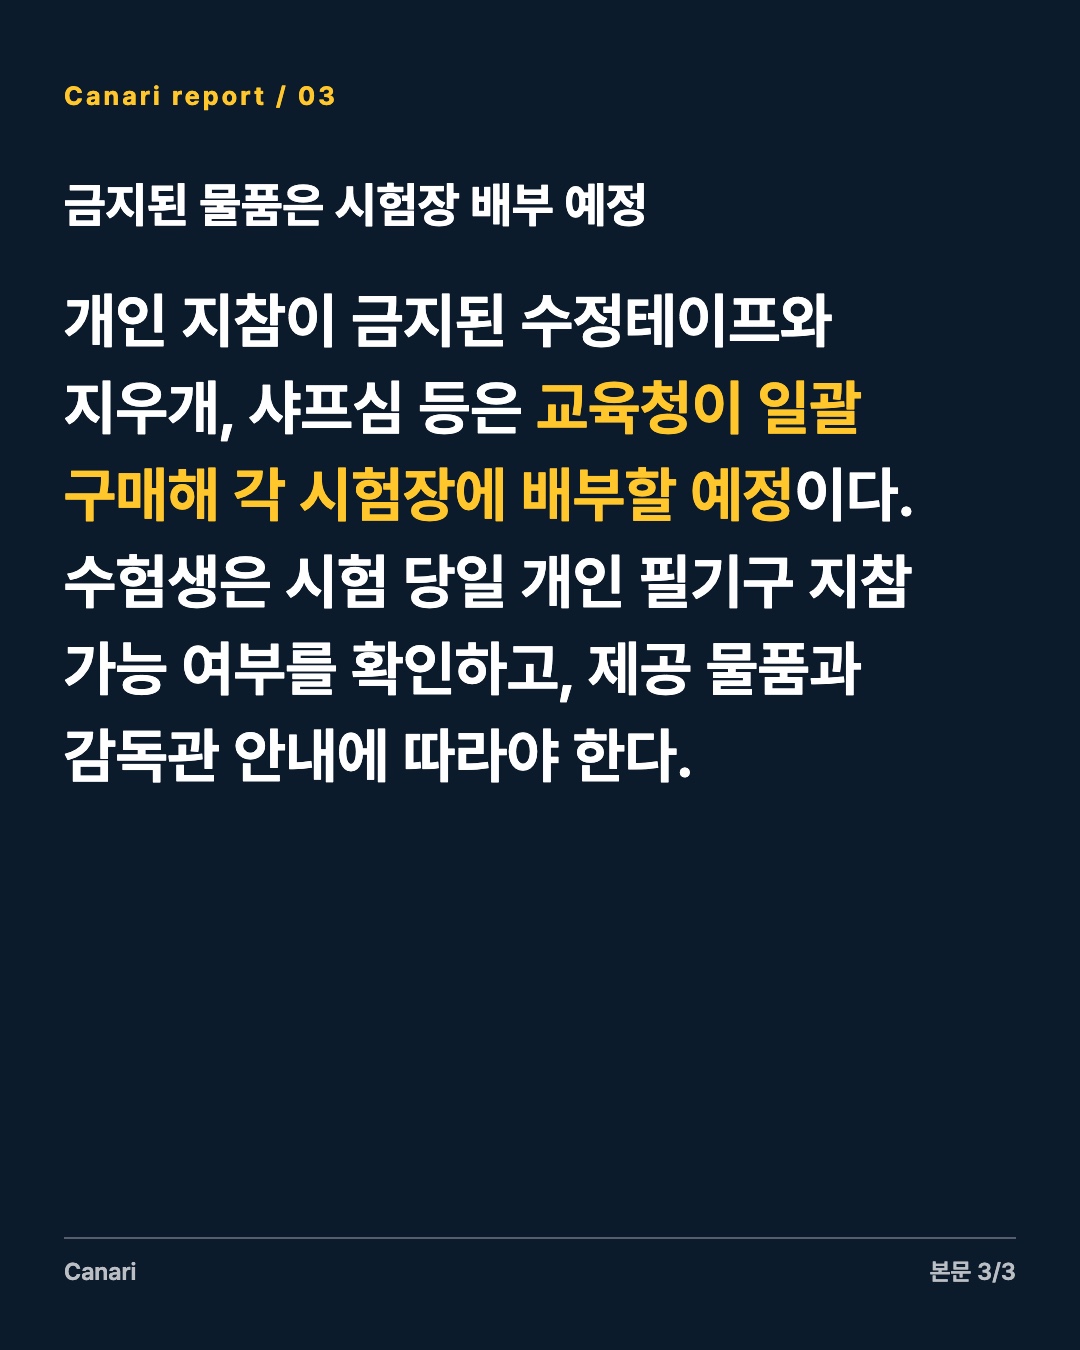 Canari report / 03
금지된 물품은 시험장 배부 예정
개인 지참이 금지된 수정테이프와
지우개, 샤프심 등은 교육청이 일괄
구매해 각 시험장에 배부할 예정이다.
수험생은 시험 당일 개인 필기구 지참
가능 여부를 확인하고, 제공 물품과
감독관 안내에 따라야 한다.
Canari
본문 3/3